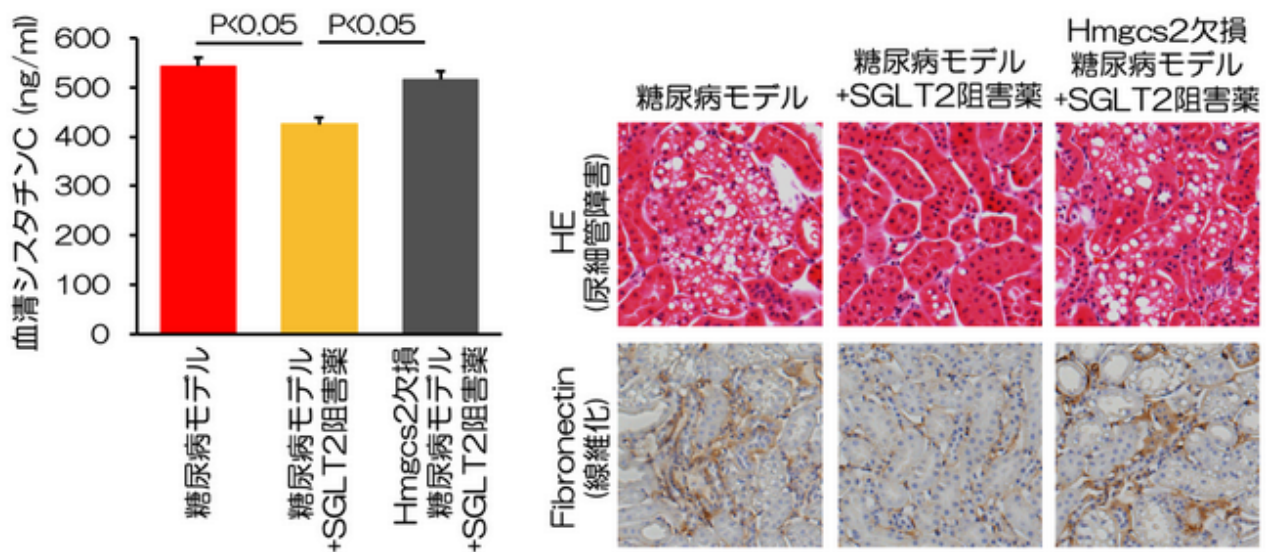 P<0.05
P<0.05
血清シスタチンC (ng/ml)
600
500
400
300
200
100
0
糖尿病モデル
糖尿病モデル
+SGLT2阻害薬
Hmgcs2欠損
糖尿病モデル
+SGLT2阻害薬
糖尿病モデル
糖尿病モデル
+SGLT2阻害薬
Hmgcs2欠損
糖尿病モデル
+SGLT2阻害薬
HE
(尿細管障害)
Fibronectin
(線維化)